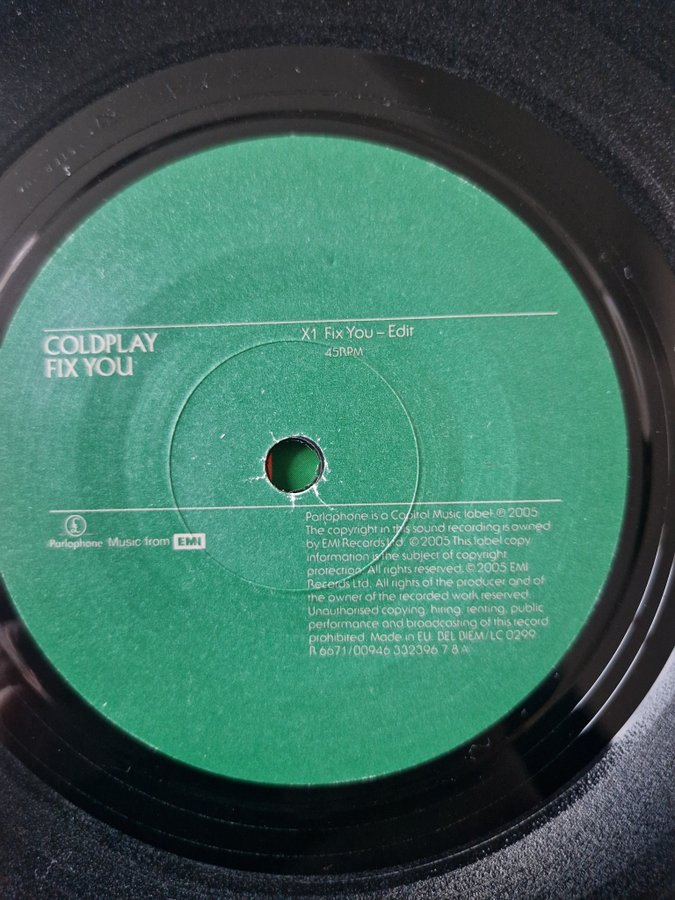 COLDPLAY
FIX YOU
X1 Fix You – Edit
45RPM
Parlophone Music from EMI
Parlophone is a Capitol Music label ℗ 2005
The copyright in this sound recording is owned
by EMI Records Ltd. © 2005 This label copy
information is the subject of copyright
protection. All rights reserved. © 2005 EMI
Records Ltd. All rights of the producer and of
the owner of the recorded work reserved.
Unauthorised copying, hiring, renting, public
performance and broadcasting of this record
prohibited. Made in EU. BEL BIEM/LC 0299
R 6671/00946 332396 7 8 A